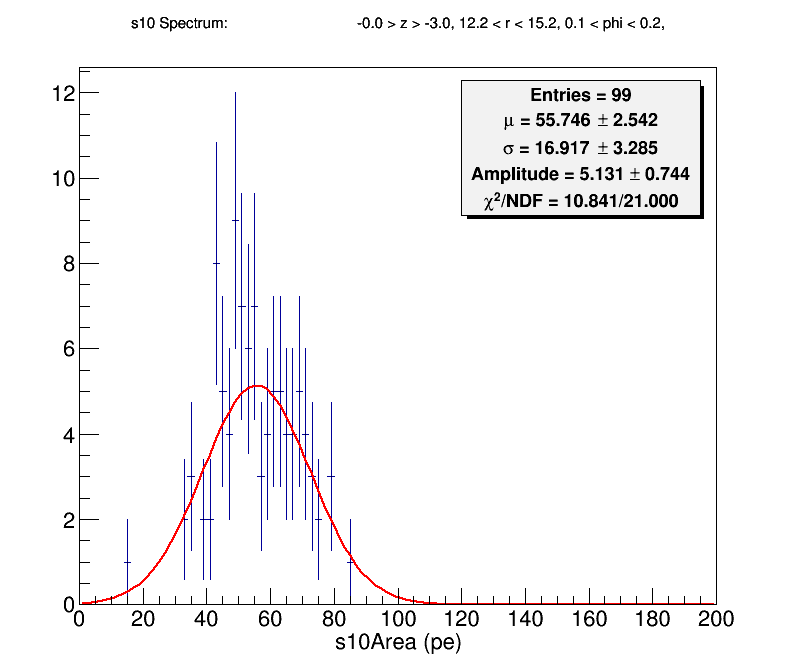 s10 Spectrum: -0.0 > z > -3.0, 12.2 < r < 15.2, 0.1 < phi < 0.2,
Entries = 99
μ = 55.746 ± 2.542
σ = 16.917 ± 3.285
Amplitude = 5.131 ± 0.744
χ²/NDF = 10.841/21.000
12
10
8
6
4
2
0
0 20 40 60 80 100 120 140 160 180 200
s10Area (pe)